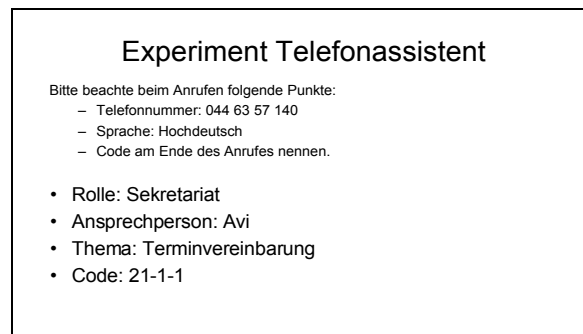 Experiment Telefonassistent
Bitte beachte beim Anrufen folgende Punkte:
– Telefonnummer: 044 63 57 140
– Sprache: Hochdeutsch
– Code am Ende des Anrufes nennen.
• Rolle: Sekretariat
• Ansprechperson: Avi
• Thema: Terminvereinbarung
• Code: 21-1-1